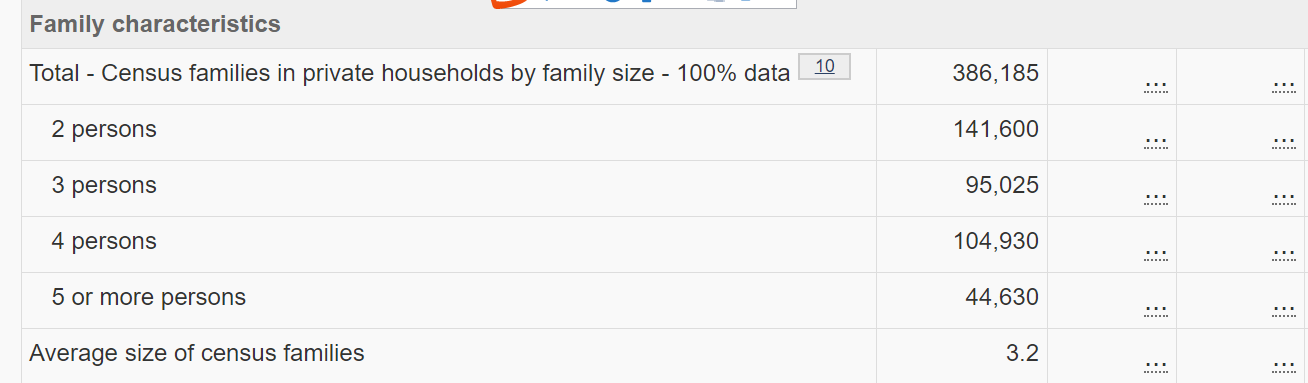 Family characteristics
Total - Census families in private households by family size - 100% data 10 386,185 ... ...
2 persons 141,600 ... ...
3 persons 95,025 ... ...
4 persons 104,930 ... ...
5 or more persons 44,630 ... ...
Average size of census families 3.2 ... ...